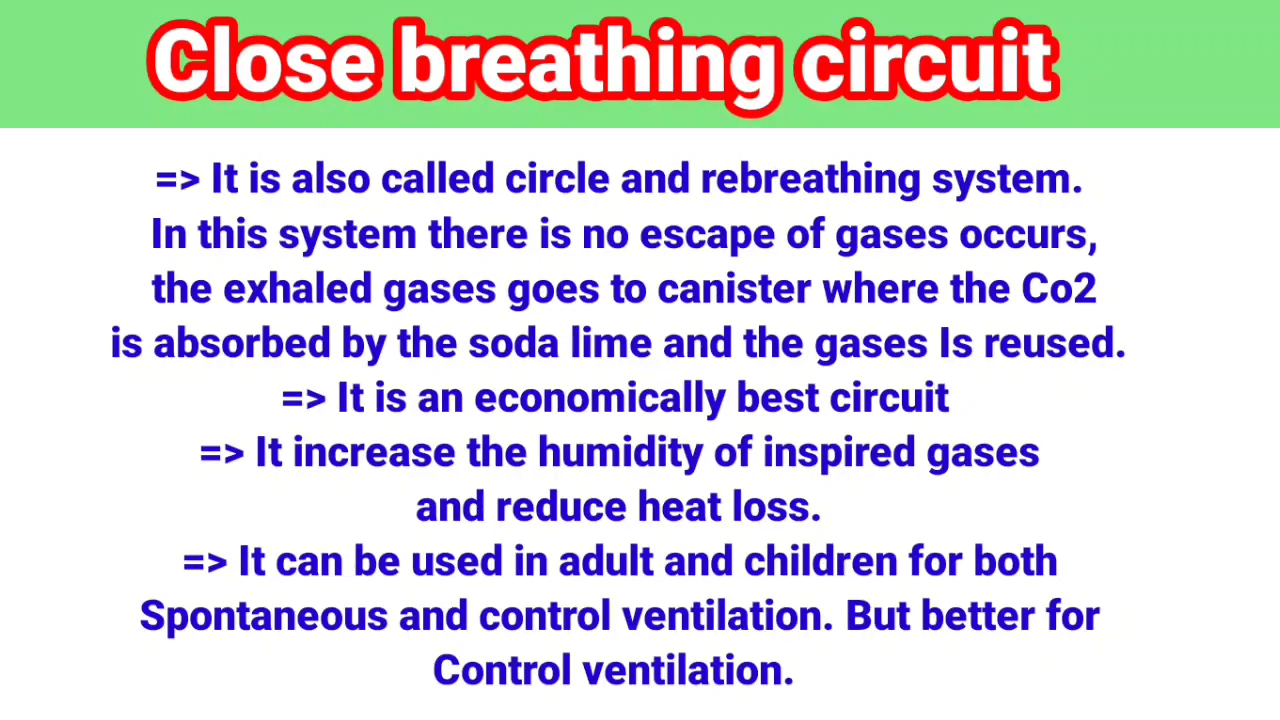 Close breathing circuit
=> It is also called circle and rebreathing system.
In this system there is no escape of gases occurs,
the exhaled gases goes to canister where the Co2
is absorbed by the soda lime and the gases Is reused.
=> It is an economically best circuit
=> It increase the humidity of inspired gases
and reduce heat loss.
=> It can be used in adult and children for both
Spontaneous and control ventilation. But better for
Control ventilation.